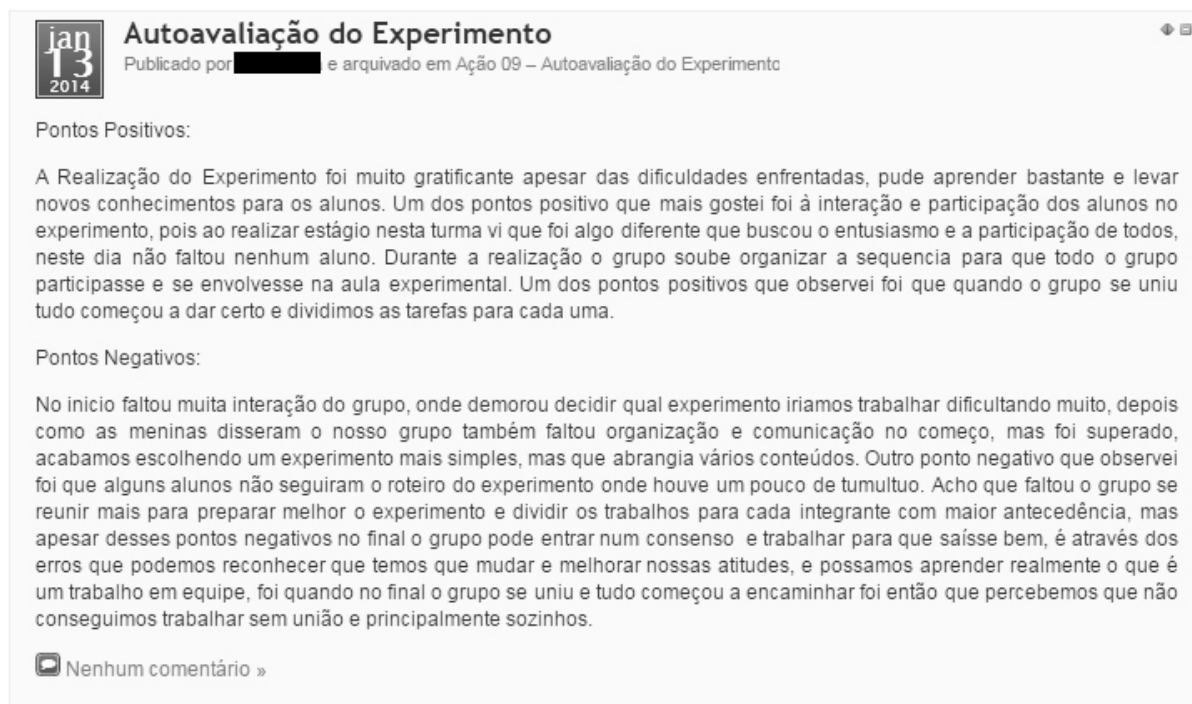 jan
13
2014
Autoavaliação do Experimento
Publicado por e arquivado em Ação 09 – Autoavaliação do Experimento
Pontos Positivos:
A Realização do Experimento foi muito gratificante apesar das dificuldades enfrentadas, pude aprender bastante e levar
novos conhecimentos para os alunos. Um dos pontos positivo que mais gostei foi à interação e participação dos alunos no
experimento, pois ao realizar estágio nesta turma vi que foi algo diferente que buscou o entusiasmo e a participação de todos,
neste dia não faltou nenhum aluno. Durante a realização o grupo soube organizar a sequencia para que todo o grupo
participasse e se envolvesse na aula experimental. Um dos pontos positivos que observei foi que quando o grupo se uniu
tudo começou a dar certo e dividimos as tarefas para cada uma.
Pontos Negativos:
No inicio faltou muita interação do grupo, onde demorou decidir qual experimento iriamos trabalhar dificultando muito, depois
como as meninas disseram o nosso grupo também faltou organização e comunicação no começo, mas foi superado,
acabamos escolhendo um experimento mais simples, mas que abrangia vários conteúdos. Outro ponto negativo que observei
foi que alguns alunos não seguiram o roteiro do experimento onde houve um pouco de tumultuo. Acho que faltou o grupo se
reunir mais para preparar melhor o experimento e dividir os trabalhos para cada integrante com maior antecedência, mas
apesar desses pontos negativos no final o grupo pode entrar num consenso e trabalhar para que saísse bem, é através dos
erros que podemos reconhecer que temos que mudar e melhorar nossas atitudes, e possamos aprender realmente o que é
um trabalho em equipe, foi quando no final o grupo se uniu e tudo começou a encaminhar foi então que percebemos que não
conseguimos trabalhar sem união e principalmente sozinhos.
Nenhum comentário »